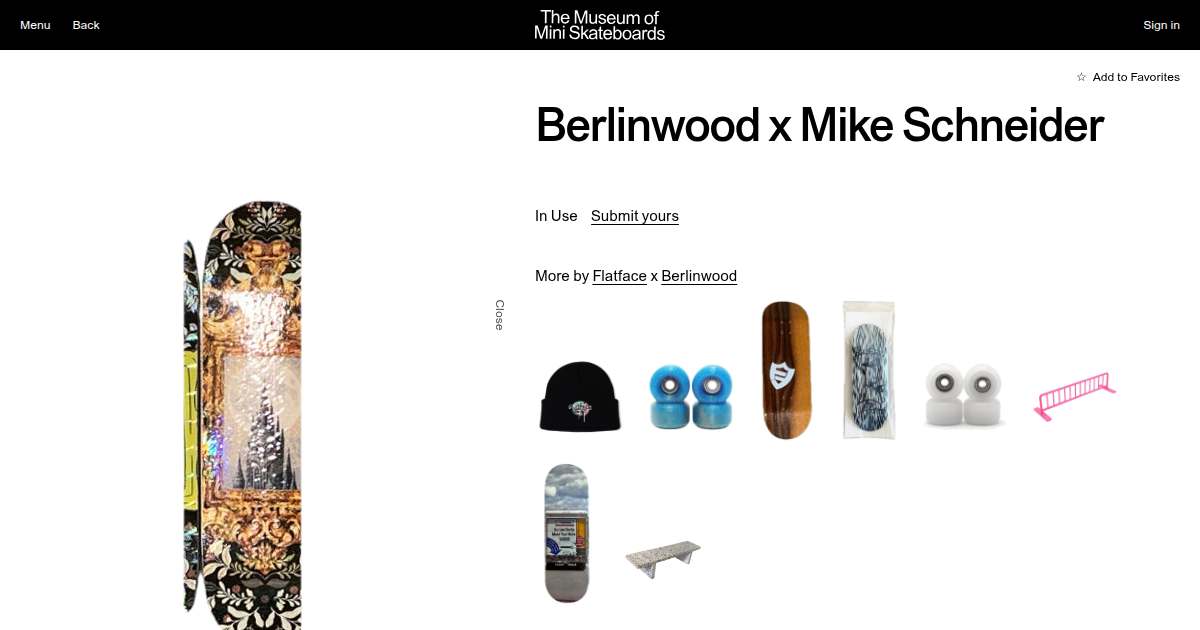 Menu Back
The Museum of
Mini Skateboards
Sign in
☆ Add to Favorites
Berlinwood x Mike Schneider
In Use Submit yours
More by Flatface x Berlinwood
Close